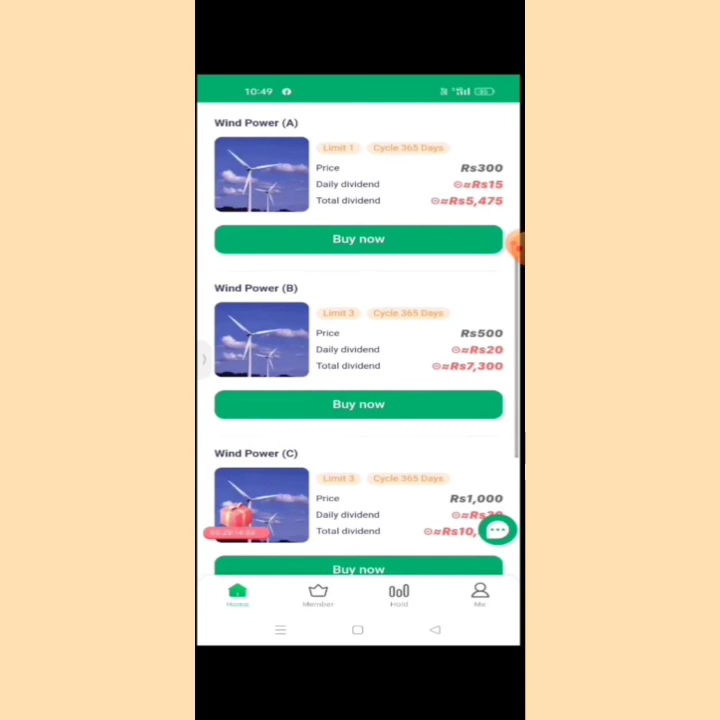 10:49
Wind Power (A)
Limit 1 Cycle 365 Days
Price Rs300
Daily dividend ≈Rs15
Total dividend ≈Rs5,475
Buy now
Wind Power (B)
Limit 3 Cycle 365 Days
Price Rs500
Daily dividend ≈Rs20
Total dividend ≈Rs7,300
Buy now
Wind Power (C)
Limit 3 Cycle 365 Days
Price Rs1,000
Daily dividend
Total dividend ≈Rs10,
Buy now
Home Member Hold Me